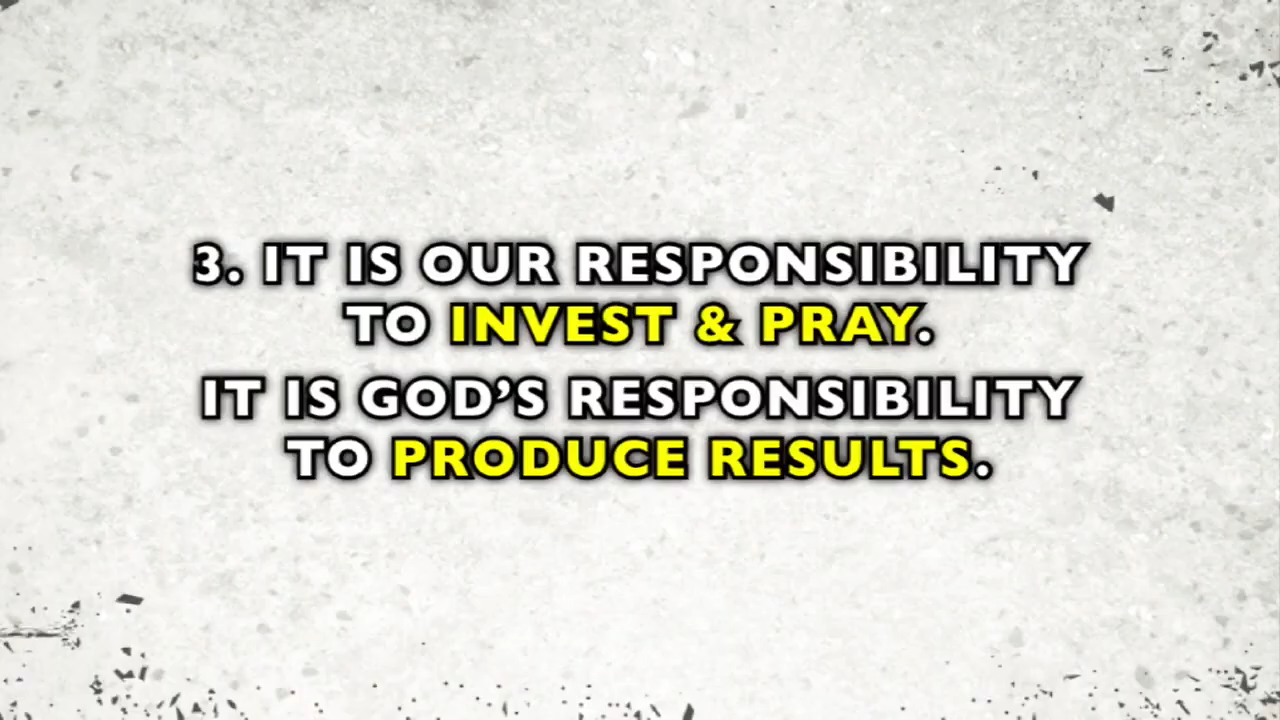 3. IT IS OUR RESPONSIBILITY
TO INVEST & PRAY.
IT IS GOD’S RESPONSIBILITY
TO PRODUCE RESULTS.